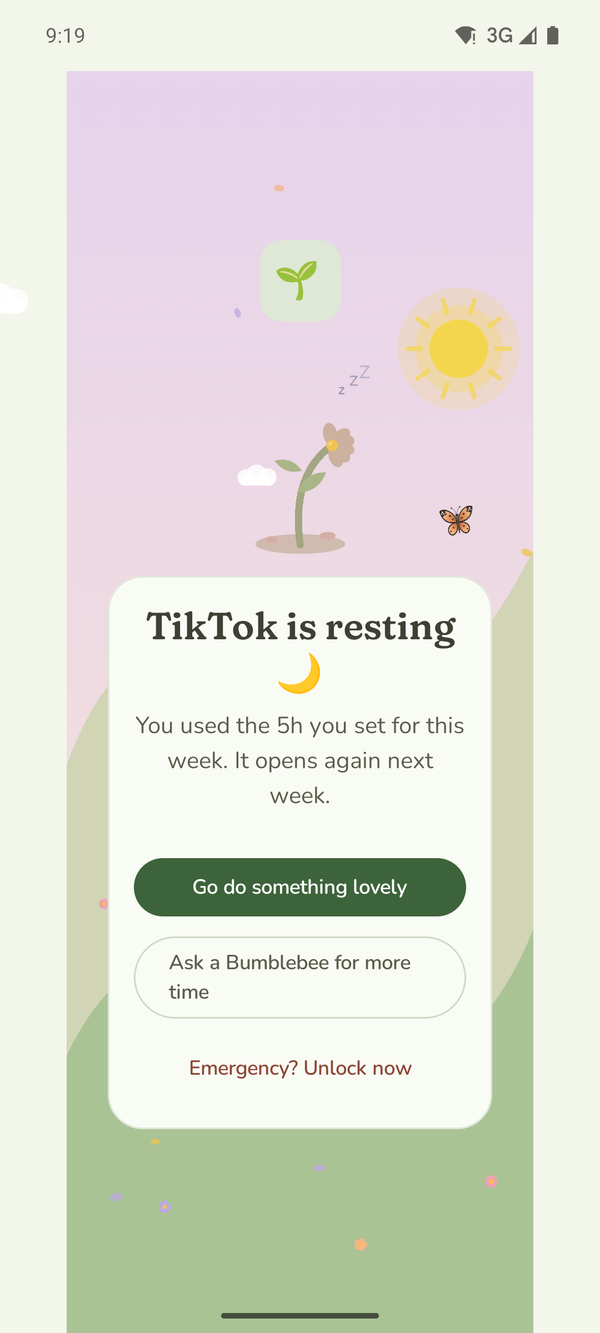 9:19
3G
z z Z
TikTok is resting
🌙
You used the 5h you set for this
week. It opens again next
week.
Go do something lovely
Ask a Bumblebee for more
time
Emergency? Unlock now